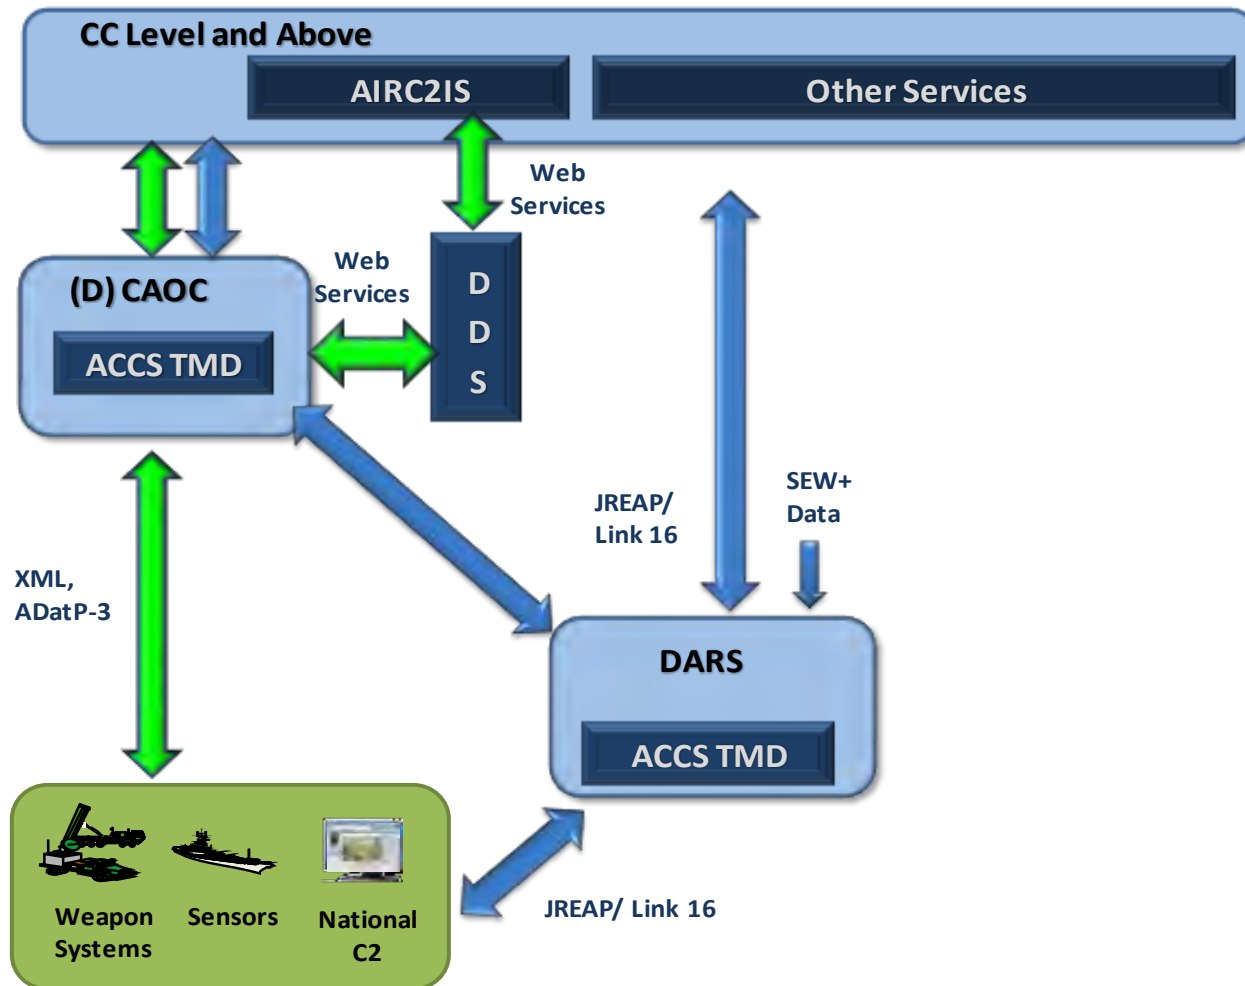 CC Level and Above
AIRC2IS
Other Services
Web
Services
(D) CAOC
ACCS TMD
Web
Services
D
D
S
JREAP/
Link 16
SEW+
Data
XML,
ADatP-3
DARS
ACCS TMD
Weapon
Systems
Sensors
National
C2
JREAP/ Link 16